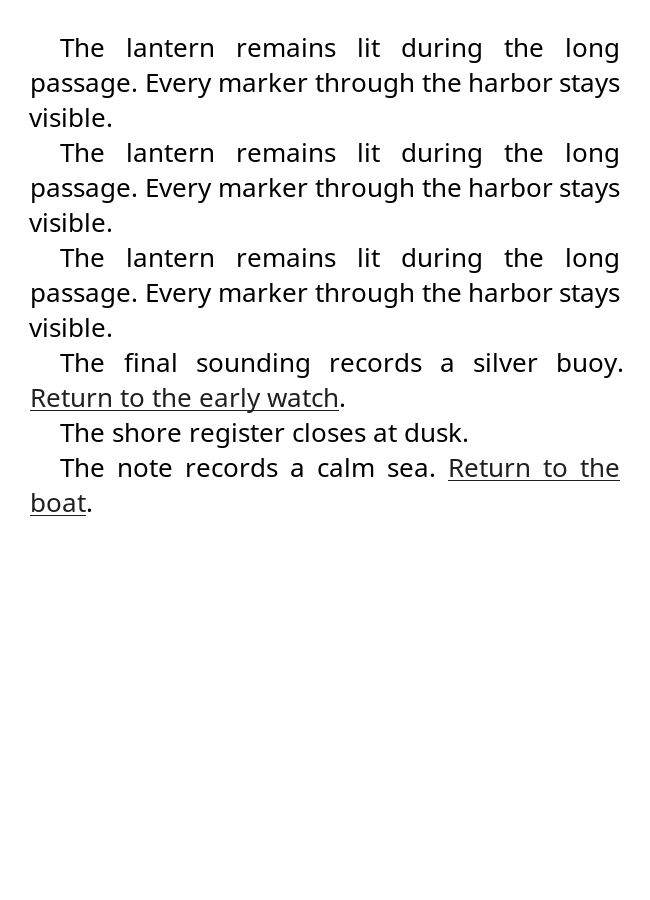 The lantern remains lit during the long
passage. Every marker through the harbor stays
visible.
The lantern remains lit during the long
passage. Every marker through the harbor stays
visible.
The lantern remains lit during the long
passage. Every marker through the harbor stays
visible.
The final sounding records a silver buoy.
Return to the early watch.
The shore register closes at dusk.
The note records a calm sea. Return to the
boat.